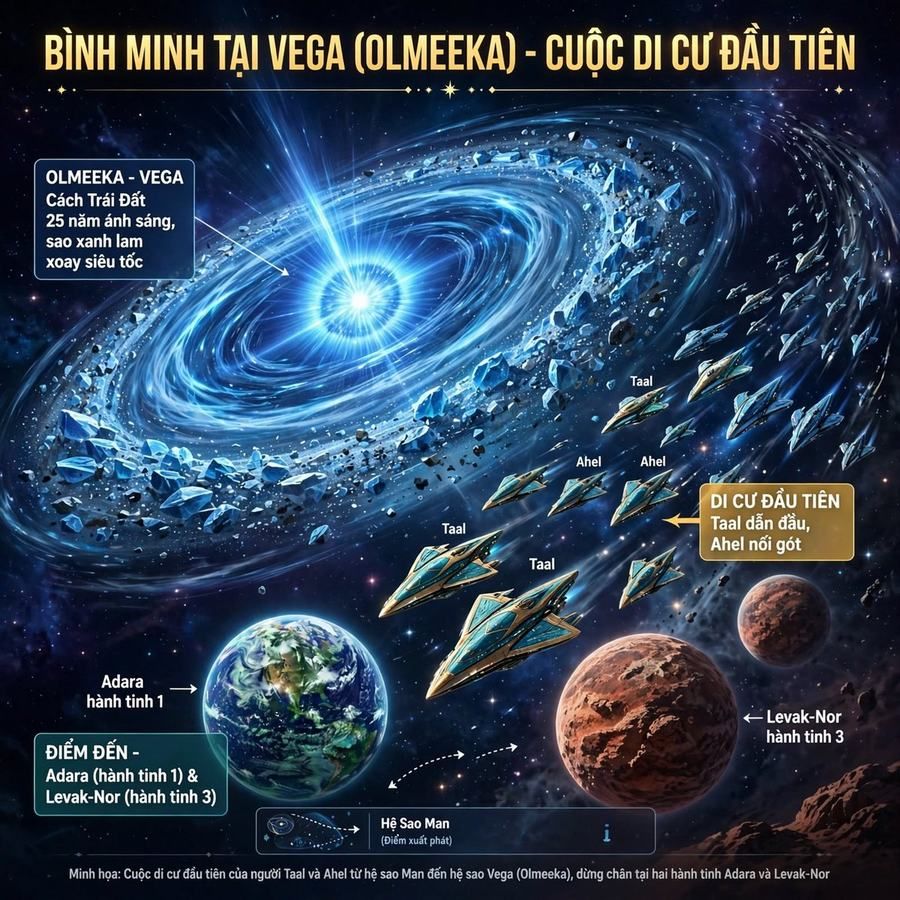 BÌNH MINH TẠI VEGA (OLMEEKA) - CUỘC DI CƯ ĐẦU TIÊN
OLMEEKA - VEGA
Cách Trái Đất
25 năm ánh sáng,
sao xanh lam
xoay siêu tốc
Taal
Ahel
Ahel
DI CƯ ĐẦU TIÊN
Taal dẫn đầu,
Ahel nối gót
Taal
Taal
Adara
hành tinh 1
Levak-Nor
hành tinh 3
ĐIỂM ĐẾN -
Adara (hành tinh 1) &
Levak-Nor (hành tinh 3)
Hệ Sao Man
(Điểm xuất phát)
i
Minh họa: Cuộc di cư đầu tiên của người Taal và Ahel từ hệ sao Man đến hệ sao Vega (Olmeeka), dừng chân tại hai hành tinh Adara và Levak-Nor